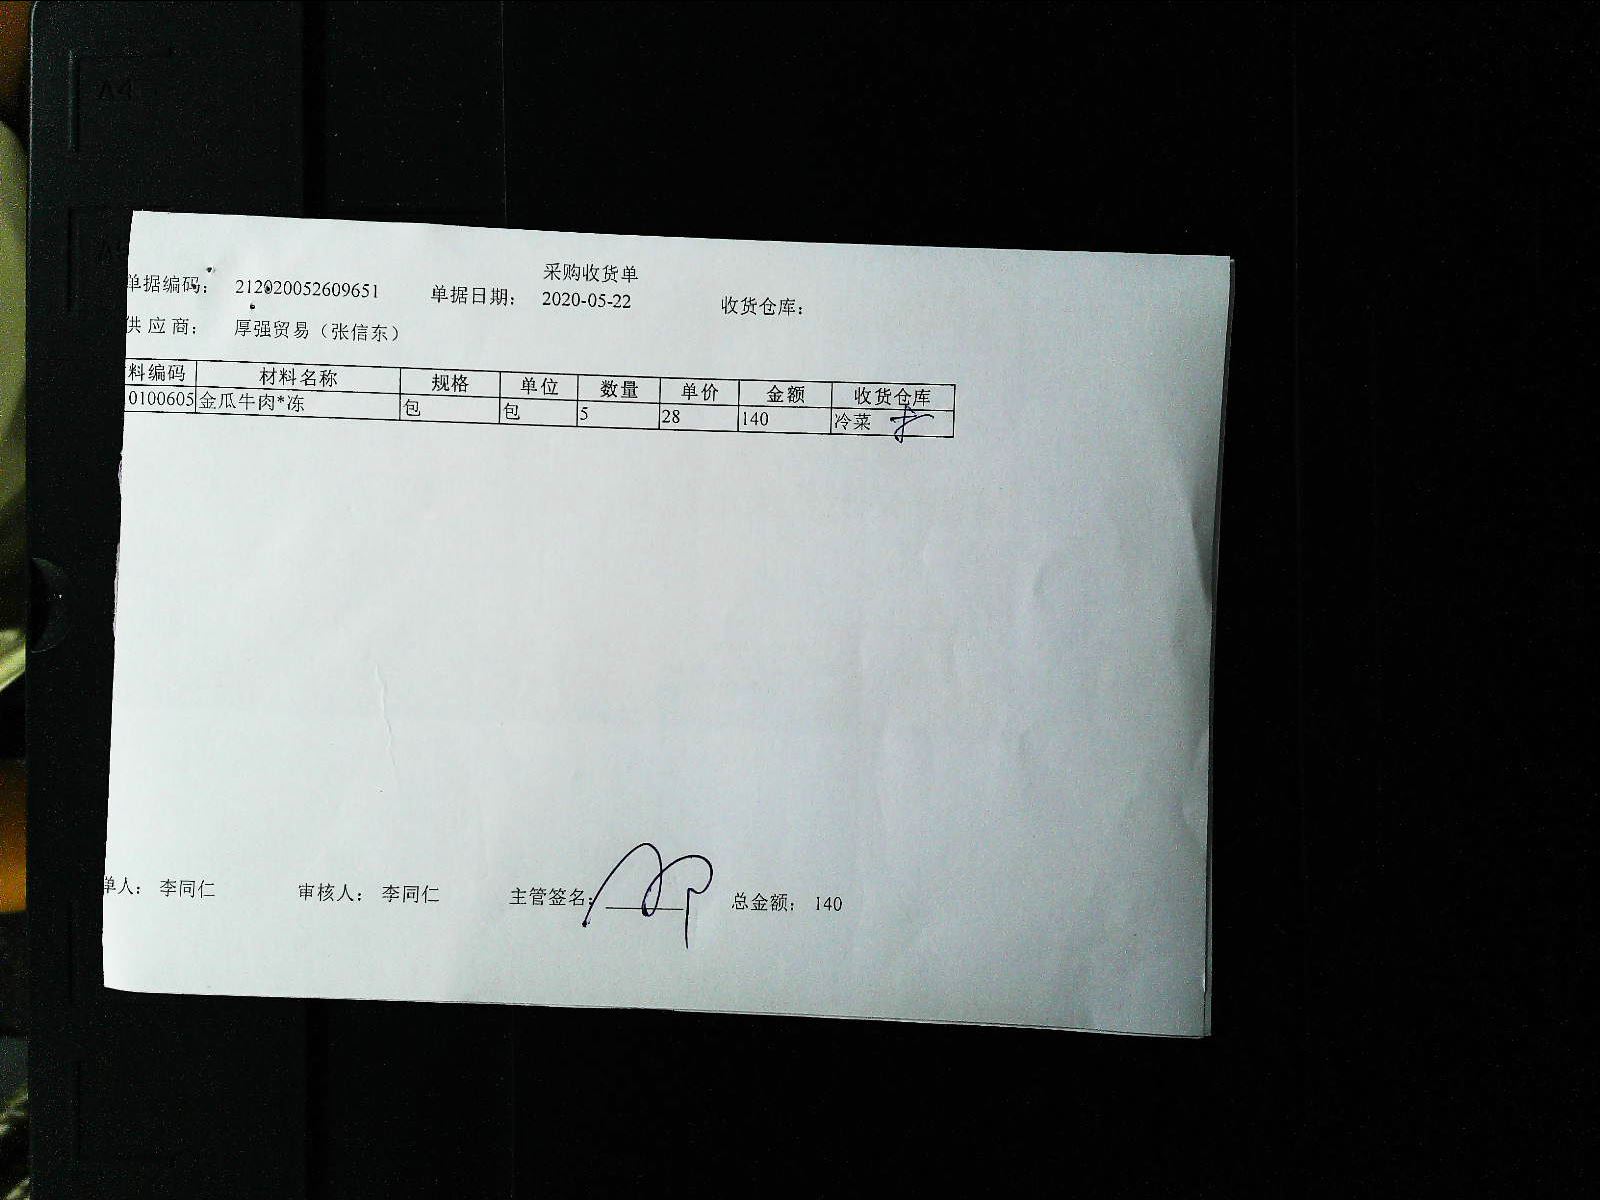 A4
采购收货单
单据编码： 212020052609651 单据日期： 2020-05-22 收货仓库：
供 应 商： 厚强贸易（张信东）
料编码 材料名称 规格 单位 数量 单价 金额 收货仓库
0100605 金瓜牛肉*冻 包 包 5 28 140 冷菜
单人： 李同仁 审核人： 李同仁 主管签名： 总金额： 140